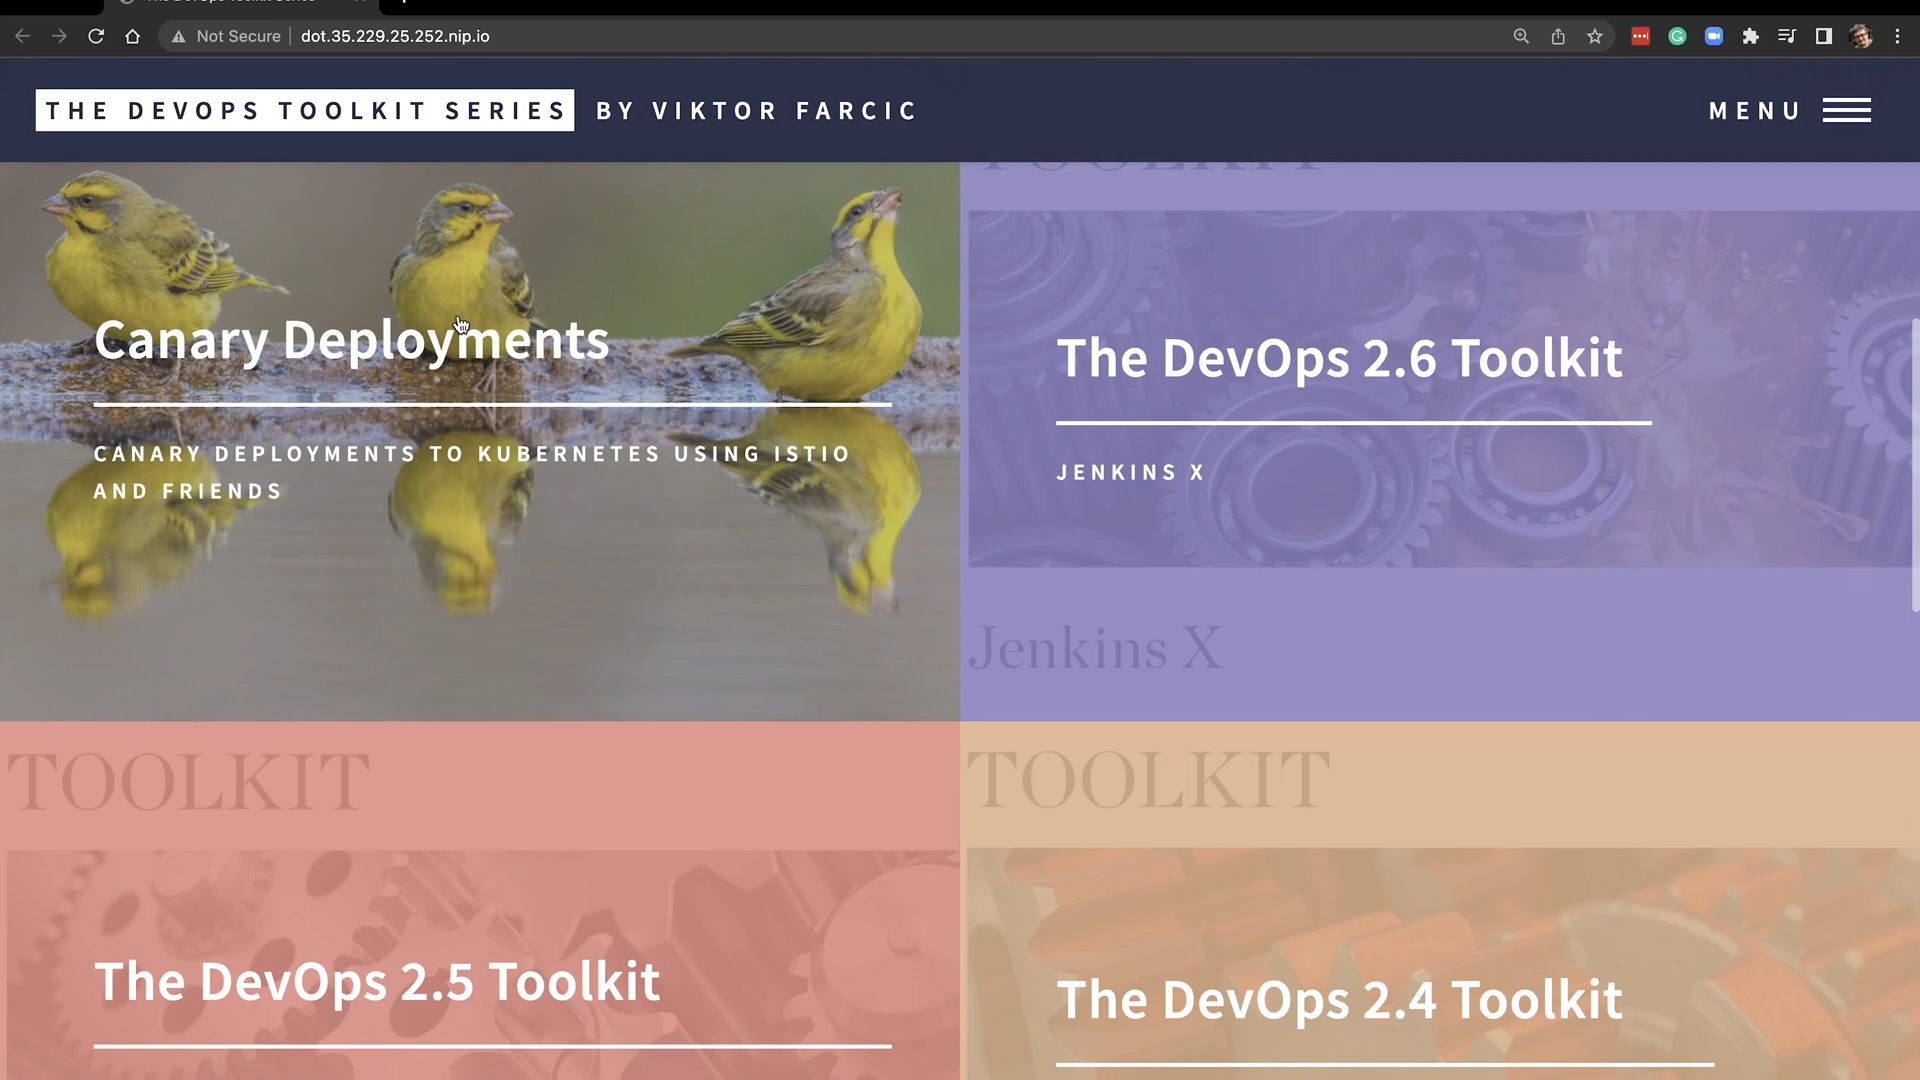 Not Secure
dot.35.229.25.252.nip.io
THE DEVOPS TOOLKIT SERIES BY VIKTOR FARCIC
MENU
Canary Deployments
CANARY DEPLOYMENTS TO KUBERNETES USING ISTIO
AND FRIENDS
TOOLKIT
The DevOps 2.6 Toolkit
JENKINS X
Jenkins X
TOOLKIT
The DevOps 2.5 Toolkit
TOOLKIT
The DevOps 2.4 Toolkit